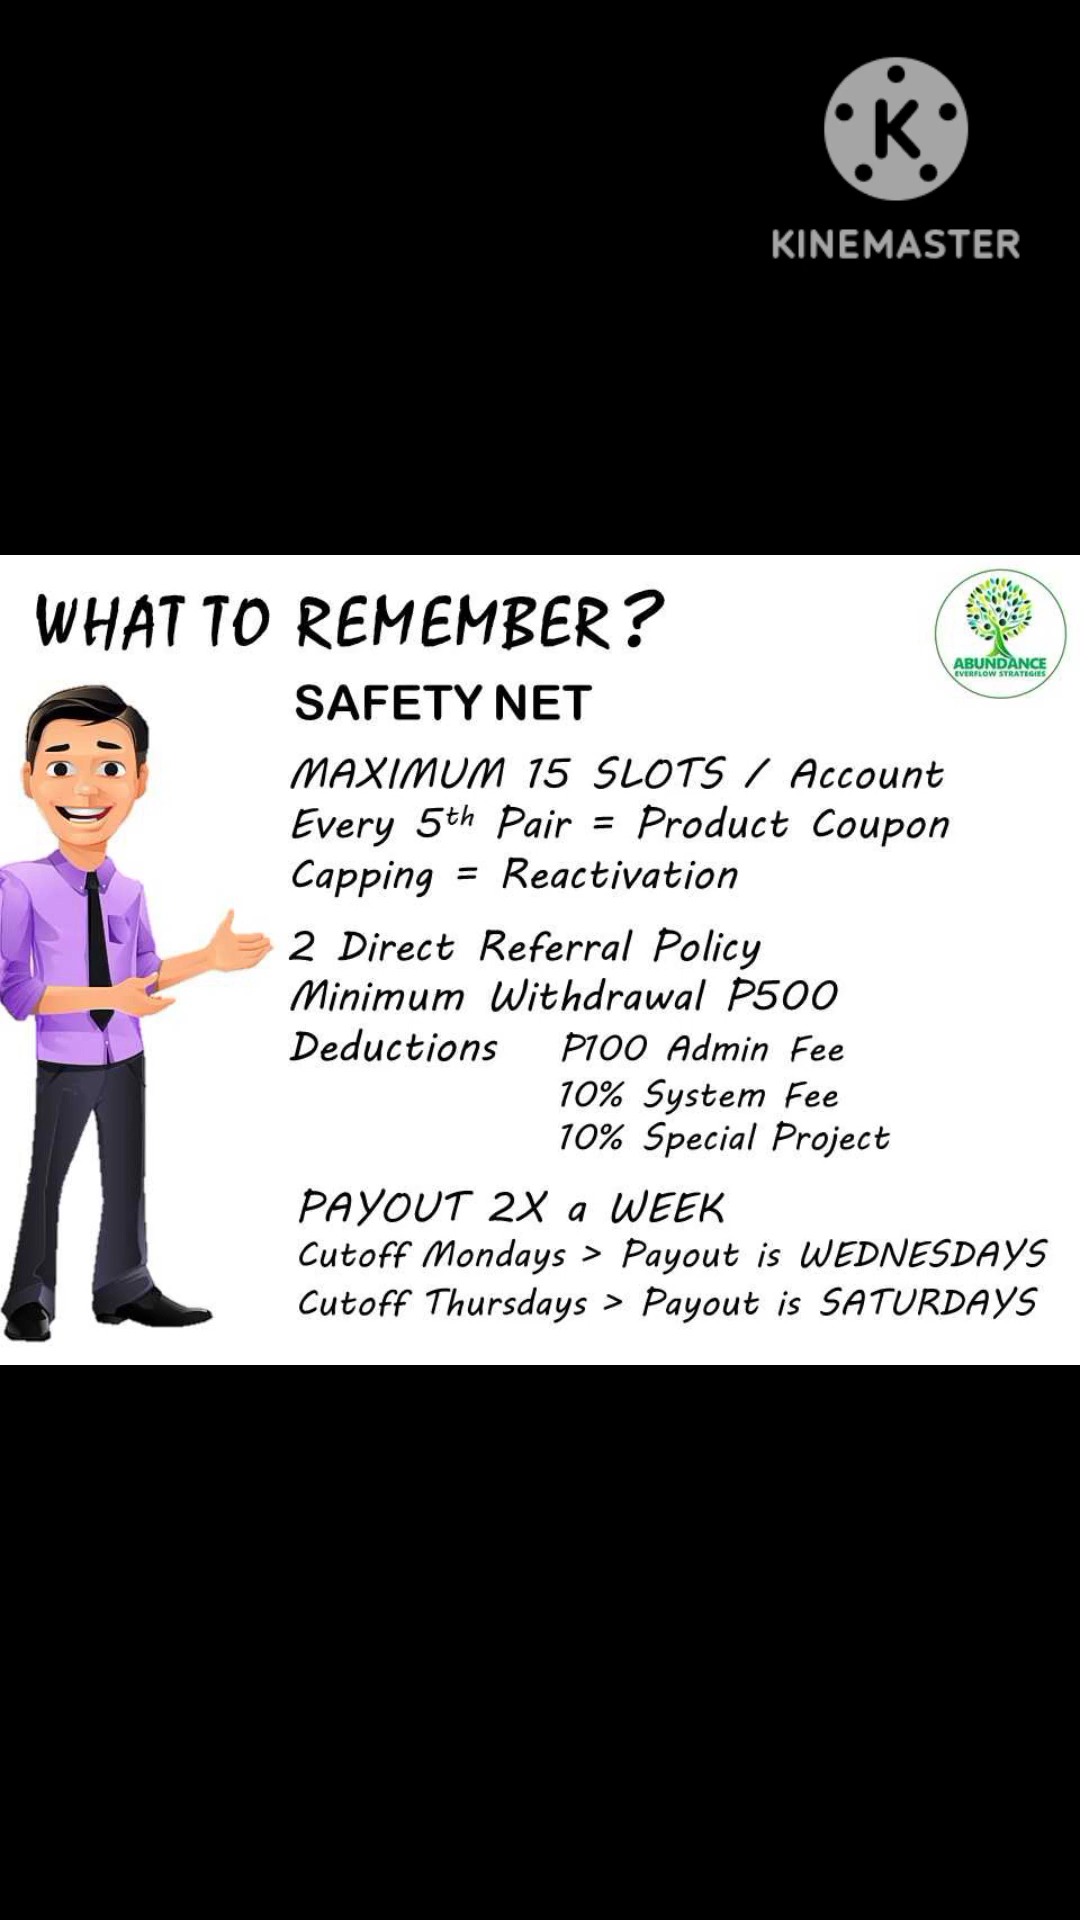 K
KINEMASTER
WHAT TO REMEMBER?
ABUNDANCE
EVERFLOW STRATEGIES
SAFETY NET
MAXIMUM 15 SLOTS / Account
Every 5th Pair = Product Coupon
Capping = Reactivation
2 Direct Referral Policy
Minimum Withdrawal P500
Deductions P100 Admin Fee
10% System Fee
10% Special Project
PAYOUT 2X a WEEK
Cutoff Mondays > Payout is WEDNESDAYS
Cutoff Thursdays > Payout is SATURDAYS